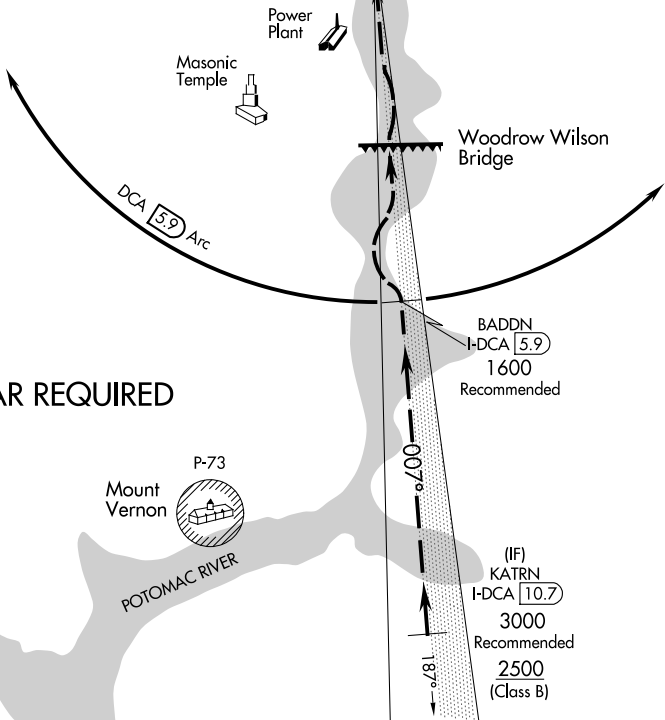 Power
Plant
Masonic
Temple
Woodrow Wilson
Bridge
DCA 5.9 Arc
BADDN
I-DCA 5.9
1600
Recommended
AR REQUIRED
007°
P-73
Mount
Vernon
POTOMAC RIVER
(IF)
KATRN
I-DCA 10.7
3000
Recommended
2500
(Class B)
187°